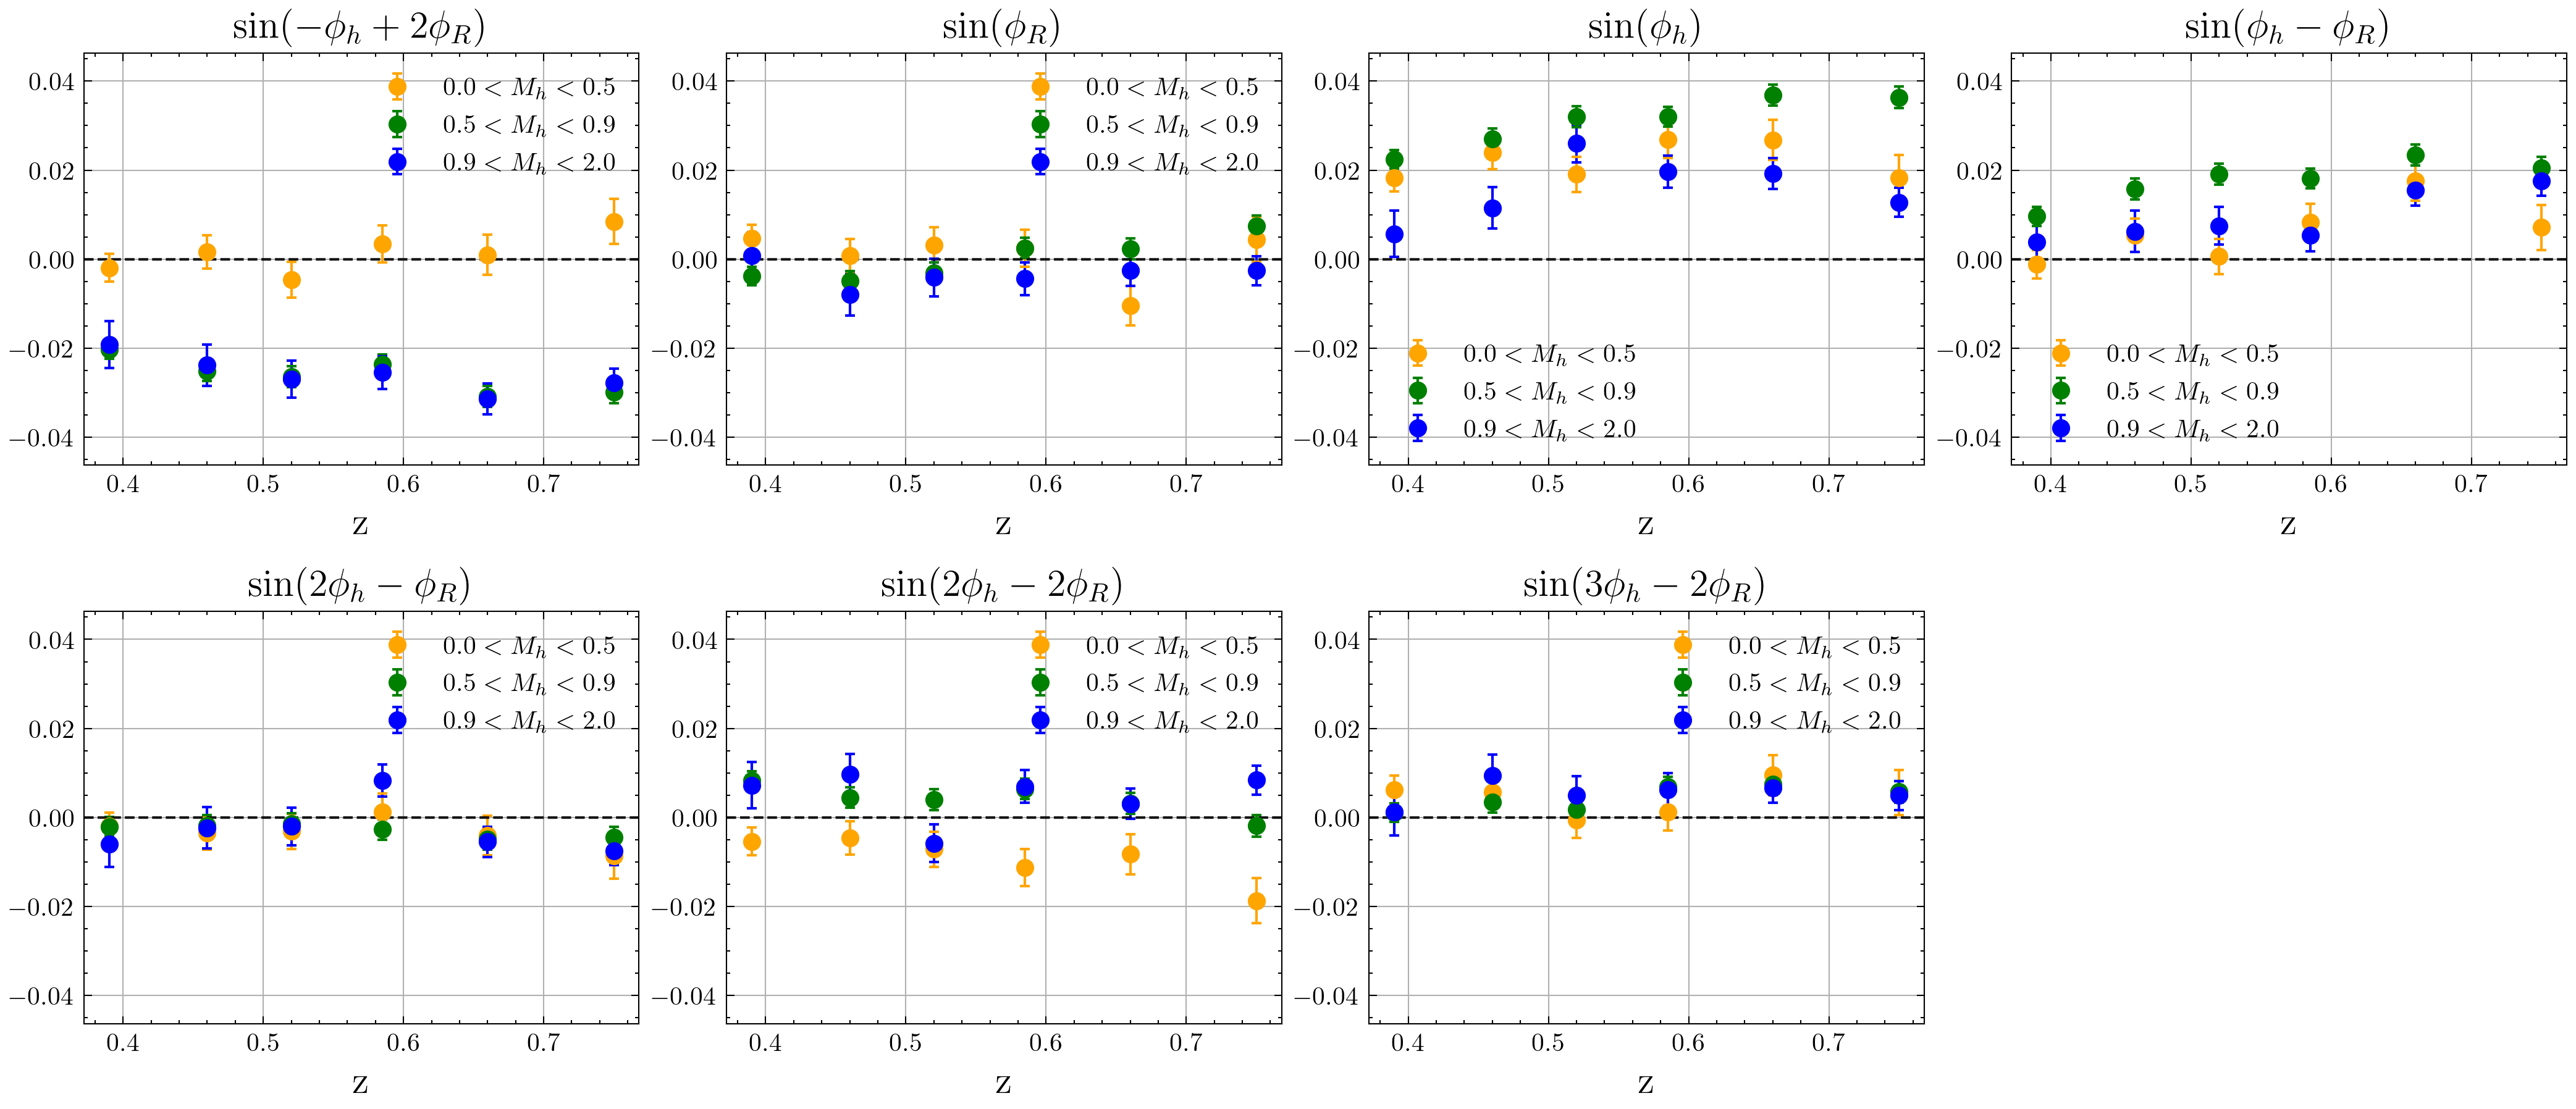 sin(−ϕ_h + 2ϕ_R)
0.04
0.02
0.00
−0.02
−0.04
0.0 < M_h < 0.5
0.5 < M_h < 0.9
0.9 < M_h < 2.0
0.4 0.5 0.6 0.7
z
sin(ϕ_R)
0.04
0.02
0.00
−0.02
−0.04
0.0 < M_h < 0.5
0.5 < M_h < 0.9
0.9 < M_h < 2.0
0.4 0.5 0.6 0.7
z
sin(ϕ_h)
0.04
0.02
0.00
−0.02
−0.04
0.0 < M_h < 0.5
0.5 < M_h < 0.9
0.9 < M_h < 2.0
0.4 0.5 0.6 0.7
z
sin(ϕ_h − ϕ_R)
0.04
0.02
0.00
−0.02
−0.04
0.0 < M_h < 0.5
0.5 < M_h < 0.9
0.9 < M_h < 2.0
0.4 0.5 0.6 0.7
z
sin(2ϕ_h − ϕ_R)
0.04
0.02
0.00
−0.02
−0.04
0.0 < M_h < 0.5
0.5 < M_h < 0.9
0.9 < M_h < 2.0
0.4 0.5 0.6 0.7
z
sin(2ϕ_h − 2ϕ_R)
0.04
0.02
0.00
−0.02
−0.04
0.0 < M_h < 0.5
0.5 < M_h < 0.9
0.9 < M_h < 2.0
0.4 0.5 0.6 0.7
z
sin(3ϕ_h − 2ϕ_R)
0.04
0.02
0.00
−0.02
−0.04
0.0 < M_h < 0.5
0.5 < M_h < 0.9
0.9 < M_h < 2.0
0.4 0.5 0.6 0.7
z